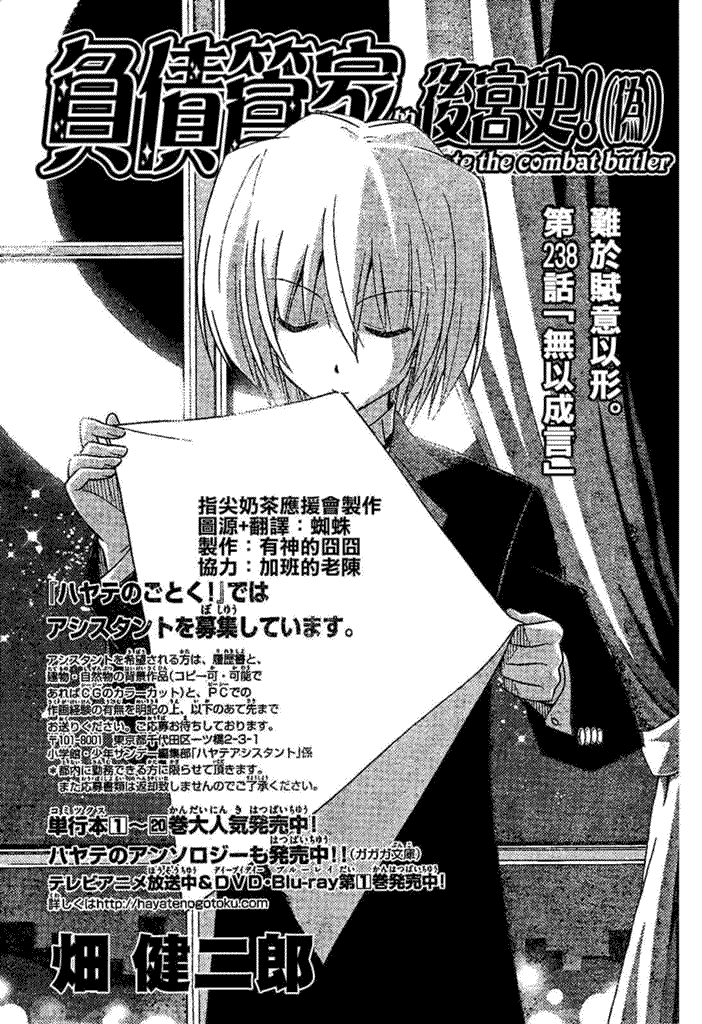 負債管家的後宮史!(偽)
te the combat butler
難於賦意以形。
第238話「無以成言」
指尖奶茶應援會製作
圖源+翻譯：蜘蛛
製作：有神的囧囧
協力：加班的老陳
『ハヤテのごとく!』では
アシスタントを募集しています。
アシスタントを希望される方は、履歴書と、
建物・自然物の背景作品(コピー可・可能で
あればCGのカラーカット)と、PCでの
作画経験の有無を明記の上、以下のあて先まで
お送りください。ご応募お待ちしております。
〒101-8001 東京都千代田区一ツ橋2-3-1
小学館・少年サンデー編集部「ハヤテアシスタント」係
*都内に勤務できる方に限らせて頂きます。
また応募書類は返却致しませんのでご了承ください。
単行本1~20巻大人気発売中!
ハヤテのアンソロジーも発売中!!(ガガガ文庫)
テレビアニメ放送中&DVD・Blu-ray第1巻発売中!
詳しくはhttp://hayatenogotoku.com
畑 健二郎